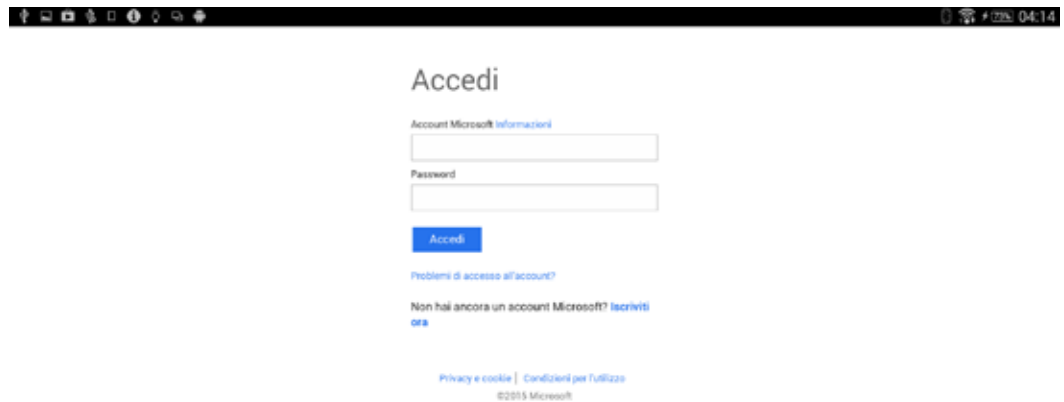 73% 04:14
Accedi
Account Microsoft Informazioni
Password
Accedi
Problemi di accesso all'account?
Non hai ancora un account Microsoft? Iscriviti
ora
Privacy e cookie | Condizioni per l'utilizzo
©2015 Microsoft